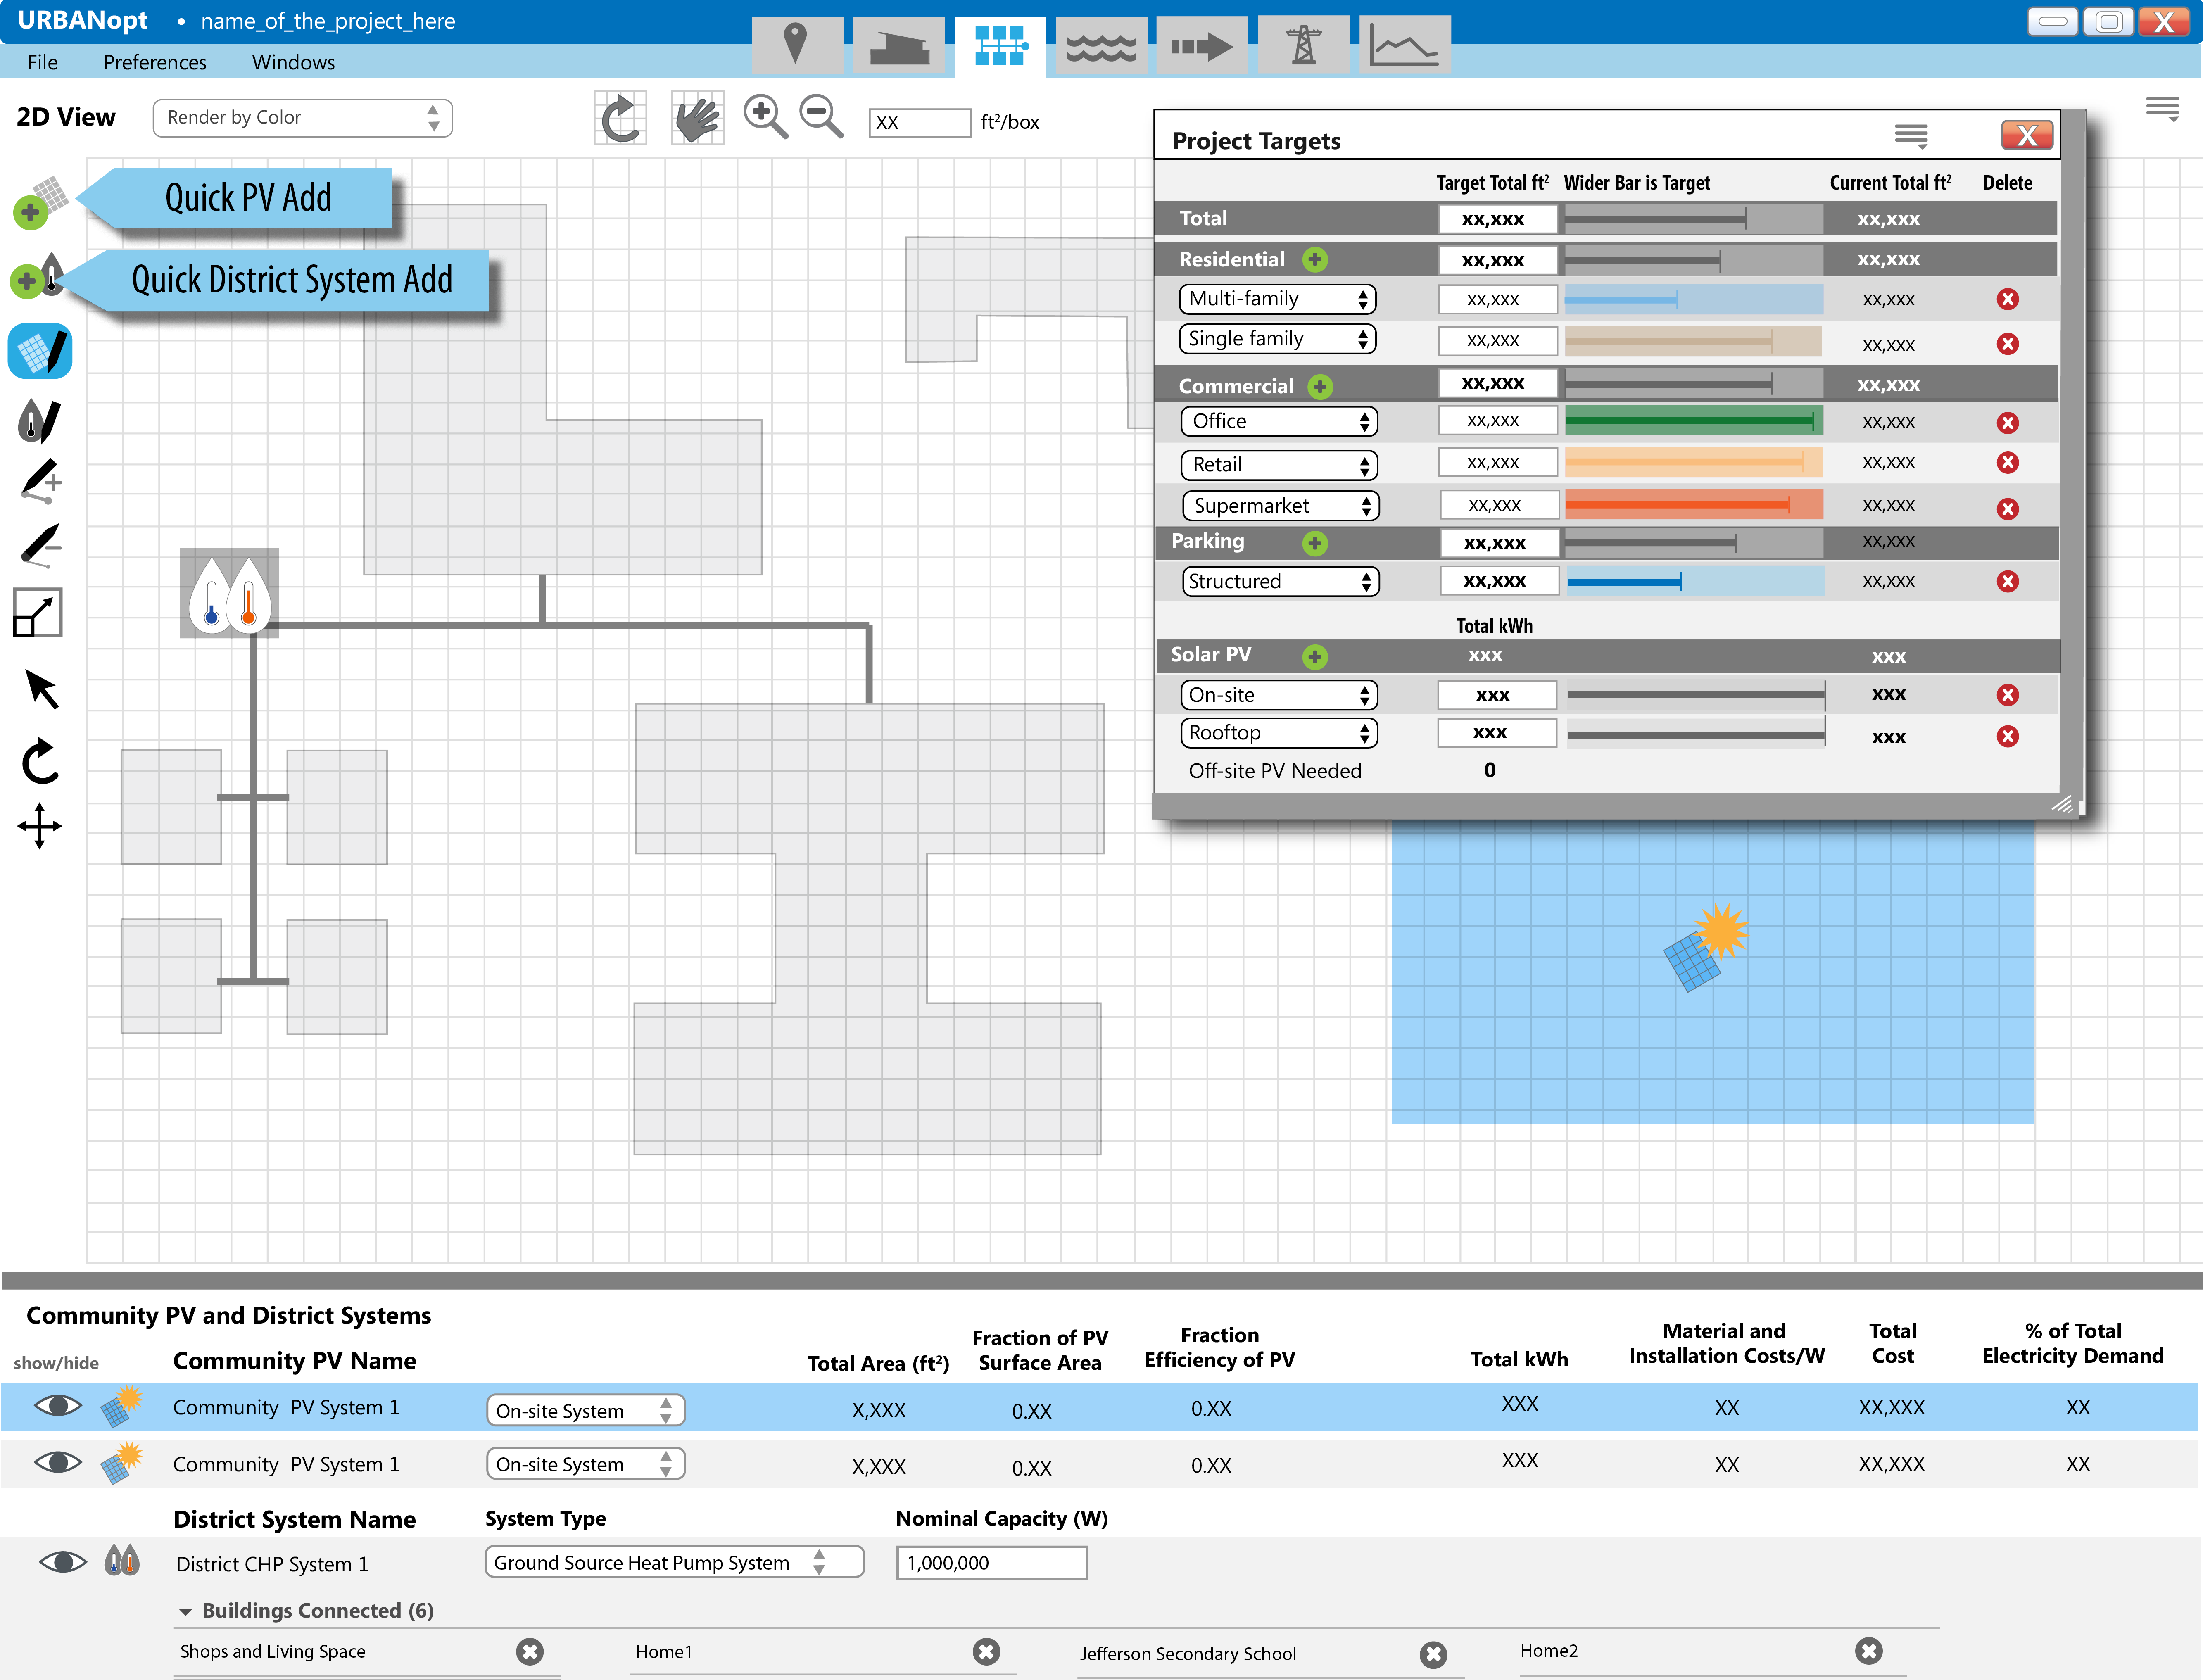 URBANopt • name_of_the_project_here
File Preferences Windows
2D View Render by Color XX ft²/box
Quick PV Add
Quick District System Add
Project Targets X
Target Total ft² Wider Bar is Target Current Total ft² Delete
Total xx,xxx xx,xxx
Residential xx,xxx xx,xxx
Multi-family xx,xxx xx,xxx
Single family xx,xxx xx,xxx
Commercial xx,xxx xx,xxx
Office xx,xxx xx,xxx
Retail xx,xxx xx,xxx
Supermarket xx,xxx xx,xxx
Parking xx,xxx xx,xxx
Structured xx,xxx xx,xxx
Total kWh
Solar PV xxx xxx
On-site xxx xxx
Rooftop xxx xxx
Off-site PV Needed 0
Community PV and District Systems
show/hide Community PV Name Total Area (ft²) Fraction of PV Surface Area Fraction Efficiency of PV Total kWh Material and Installation Costs/W Total Cost % of Total Electricity Demand
Community PV System 1 On-site System X,XXX 0.XX 0.XX XXX XX XX,XXX XX
Community PV System 1 On-site System X,XXX 0.XX 0.XX XXX XX XX,XXX XX
District System Name System Type Nominal Capacity (W)
District CHP System 1 Ground Source Heat Pump System 1,000,000
Buildings Connected (6)
Shops and Living Space Home1 Jefferson Secondary School Home2